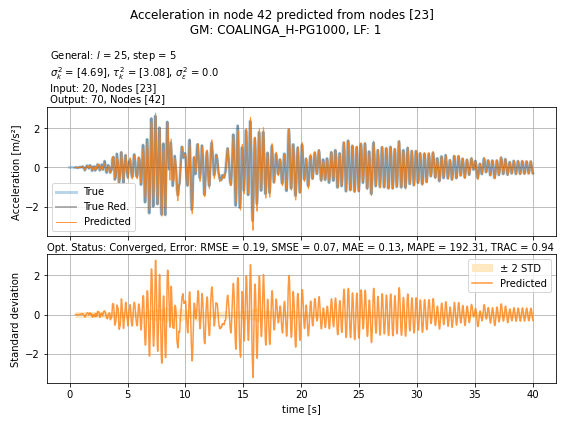 Acceleration in node 42 predicted from nodes [23]
GM: COALINGA_H-PG1000, LF: 1
General: l = 25, step = 5
σ²ₖ = [4.69], τ²ₖ = [3.08], σ²ε = 0.0
Input: 20, Nodes [23]
Output: 70, Nodes [42]
Acceleration [m/s²]
2
0
−2
True
True Red.
Predicted
Opt. Status: Converged, Error: RMSE = 0.19, SMSE = 0.07, MAE = 0.13, MAPE = 192.31, TRAC = 0.94
Standard deviation
2
0
−2
± 2 STD
Predicted
0 5 10 15 20 25 30 35 40
time [s]